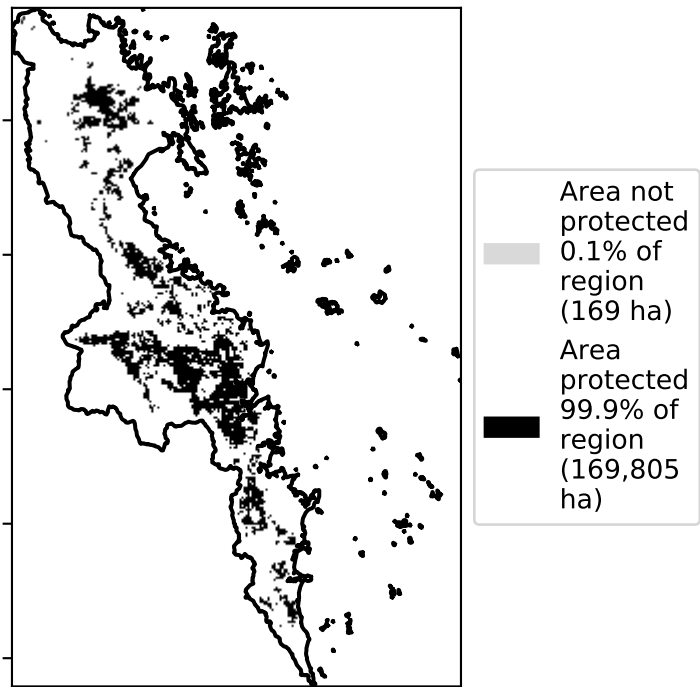 Area not
protected
0.1% of
region
(169 ha)
Area
protected
99.9% of
region
(169,805
ha)